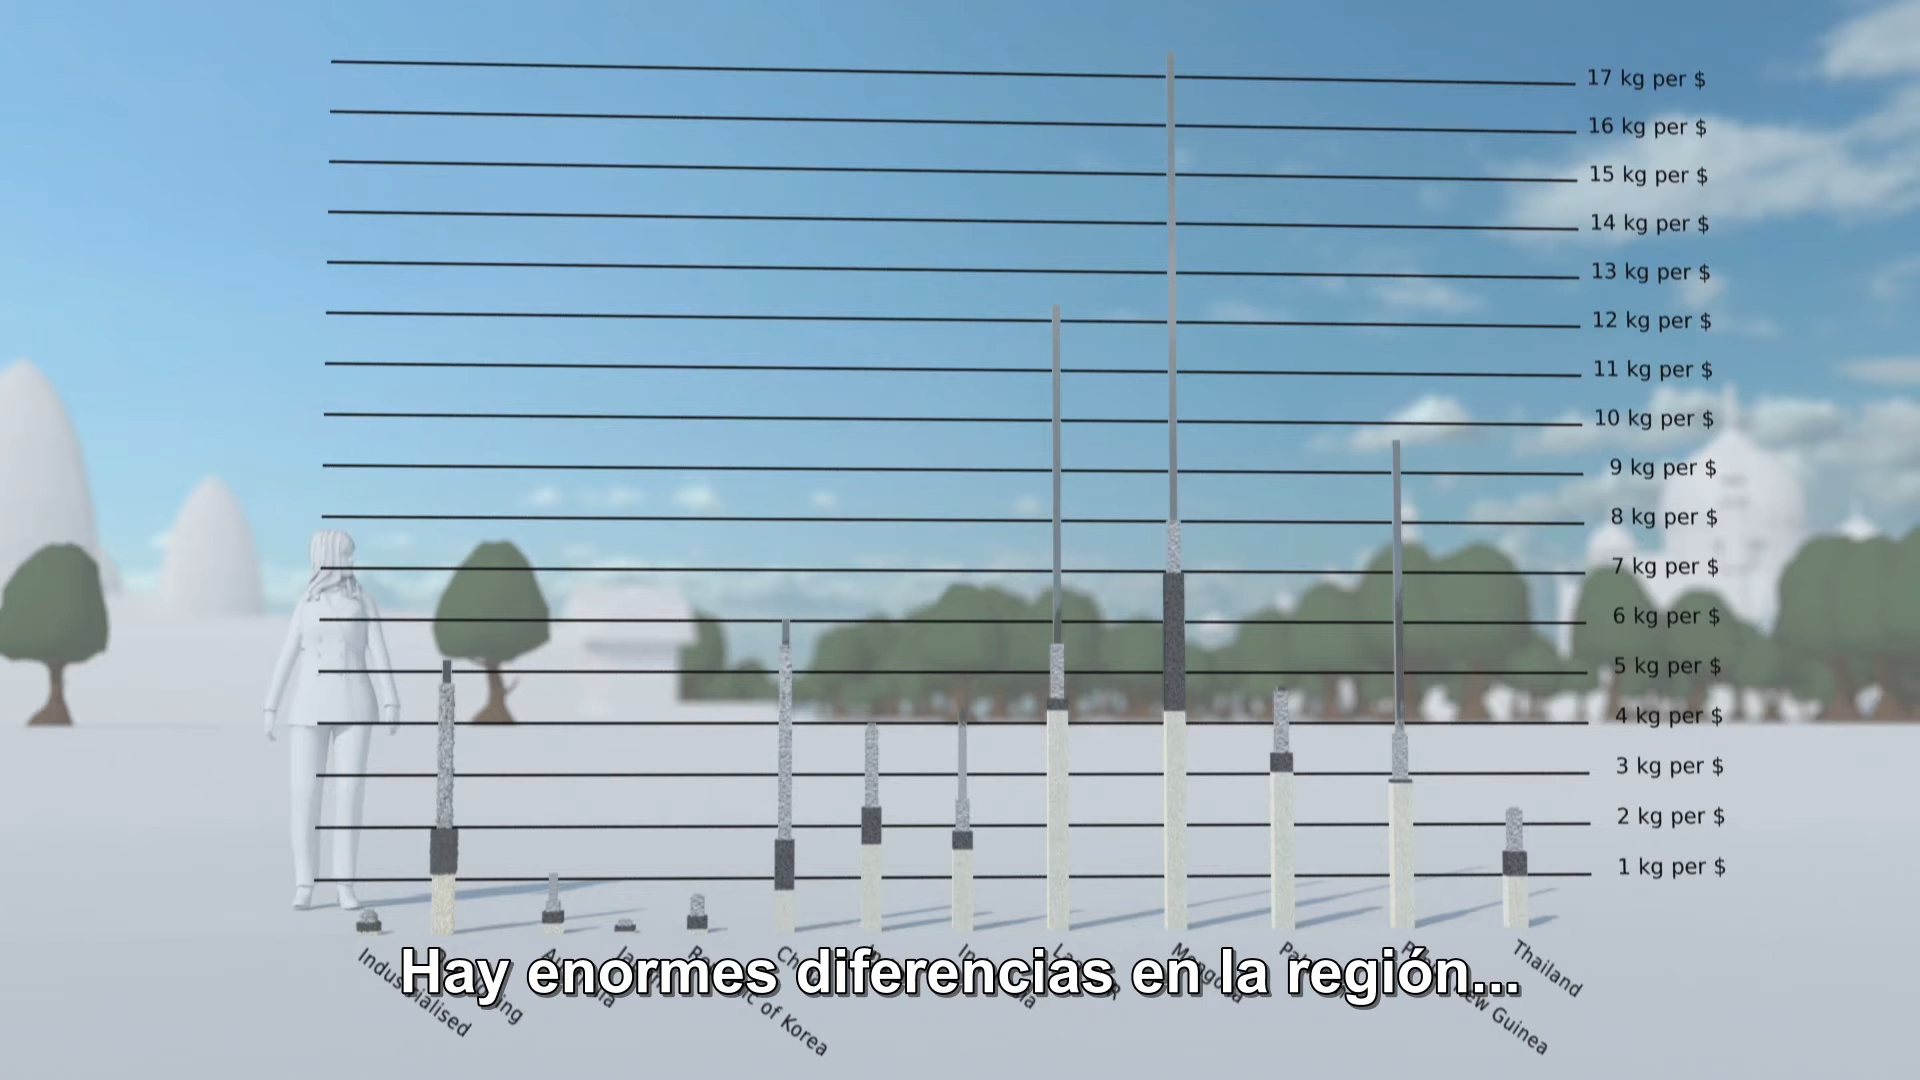 17 kg per $
16 kg per $
15 kg per $
14 kg per $
13 kg per $
12 kg per $
11 kg per $
10 kg per $
9 kg per $
8 kg per $
7 kg per $
6 kg per $
5 kg per $
4 kg per $
3 kg per $
2 kg per $
1 kg per $
Industrialised
Republic of Korea
Mongolia
Thailand
Hay enormes diferencias en la región...